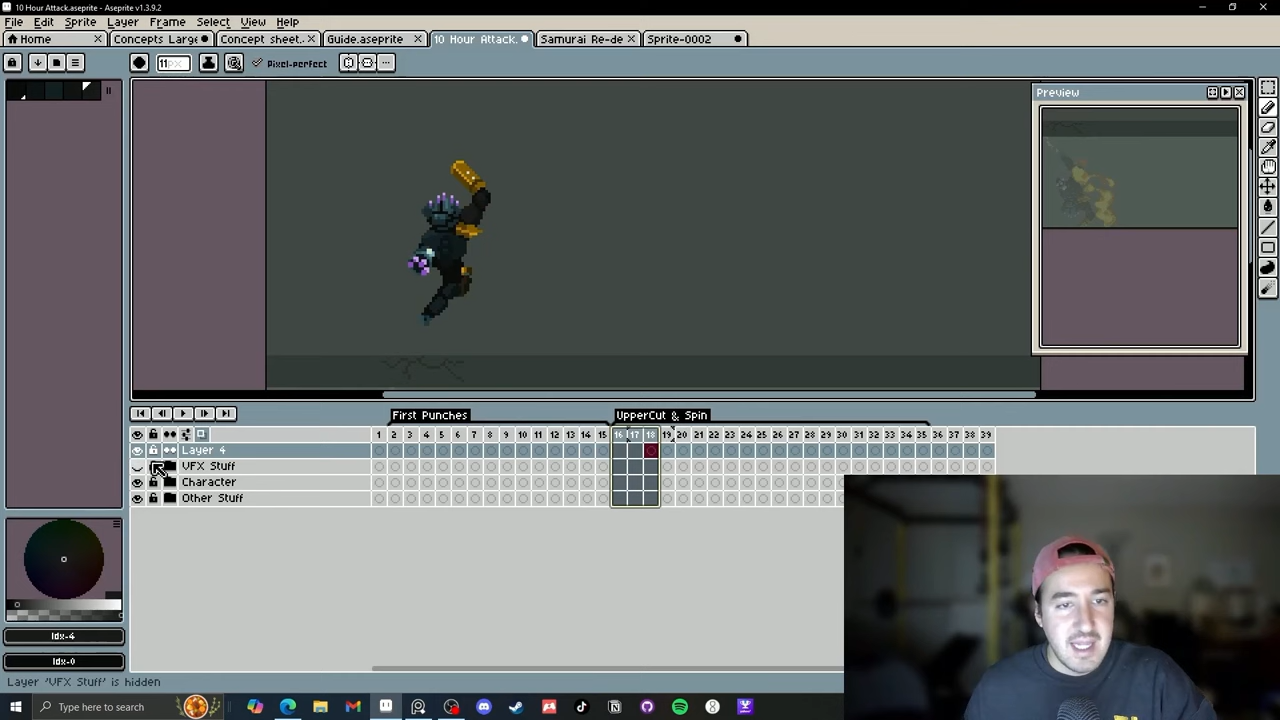 10 Hour Attack.aseprite - Aseprite v1.3.9.2
File Edit Sprite Layer Frame Select View Help
Home Concepts Large Concept sheet. Guide.aseprite 10 Hour Attack. Samurai Re-de Sprite-0002
11px Pixel-perfect
Preview
First Punches UpperCut & Spin
1 2 3 4 5 6 7 8 9 10 11 12 13 14 15 16 17 18 19 20 21 22 23 24 25 26 27 28 29 30 31 32 33 34 35 36 37 38 39
Layer 4
VFX Stuff
Character
Other Stuff
Idx-4
Idx-0
Layer 'VFX Stuff' is hidden
Type here to search